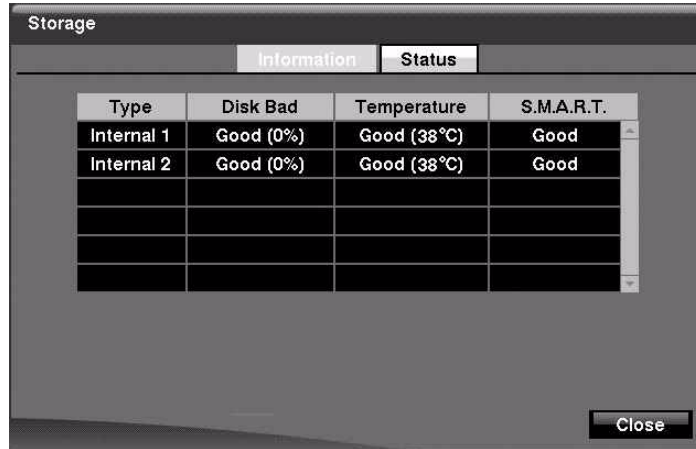 Storage
Information Status
Type Disk Bad Temperature S.M.A.R.T.
Internal 1 Good (0%) Good (38°C) Good
Internal 2 Good (0%) Good (38°C) Good
Close